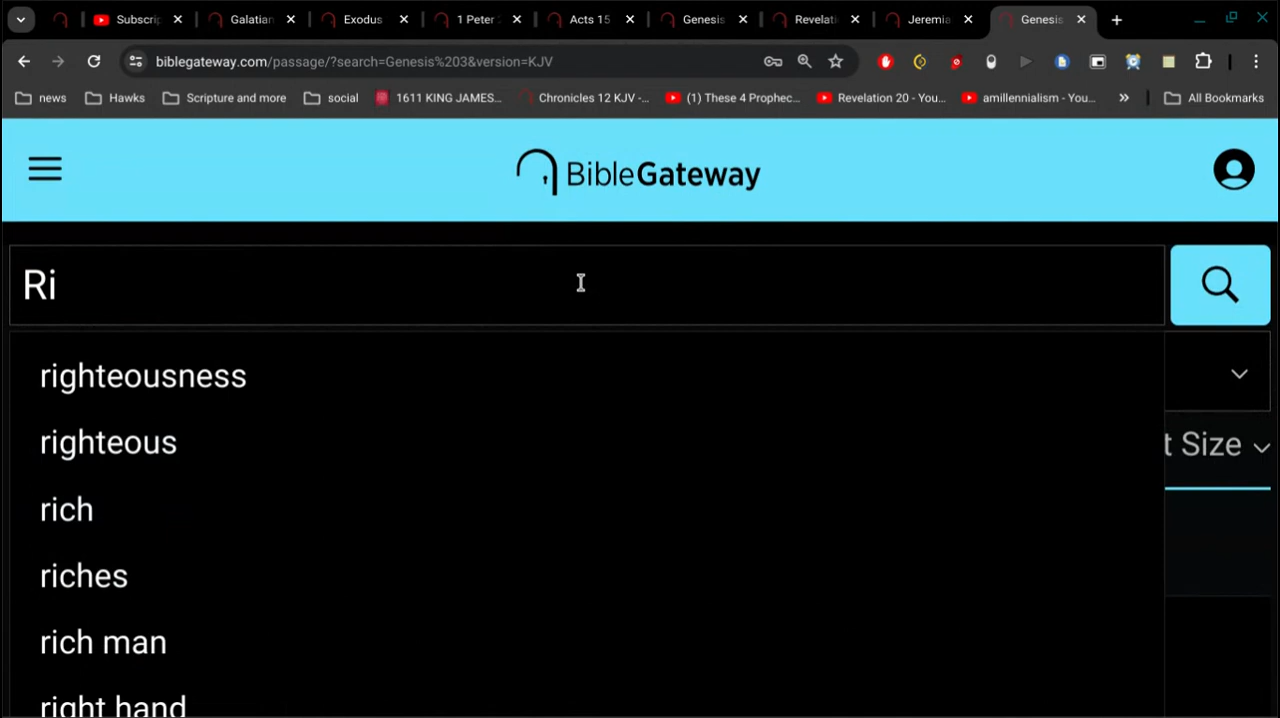 Subscri Galatian Exodus 1 Peter Acts 15 Genesis Revelati Jeremia Genesis
biblegateway.com/passage/?search=Genesis%203&version=KJV
news Hawks Scripture and more social 1611 KING JAMES... Chronicles 12 KJV -... (1) These 4 Prophec... Revelation 20 - You... amillennialism - You... » All Bookmarks
BibleGateway
Ri
righteousness
righteous
t Size
rich
riches
rich man
right hand